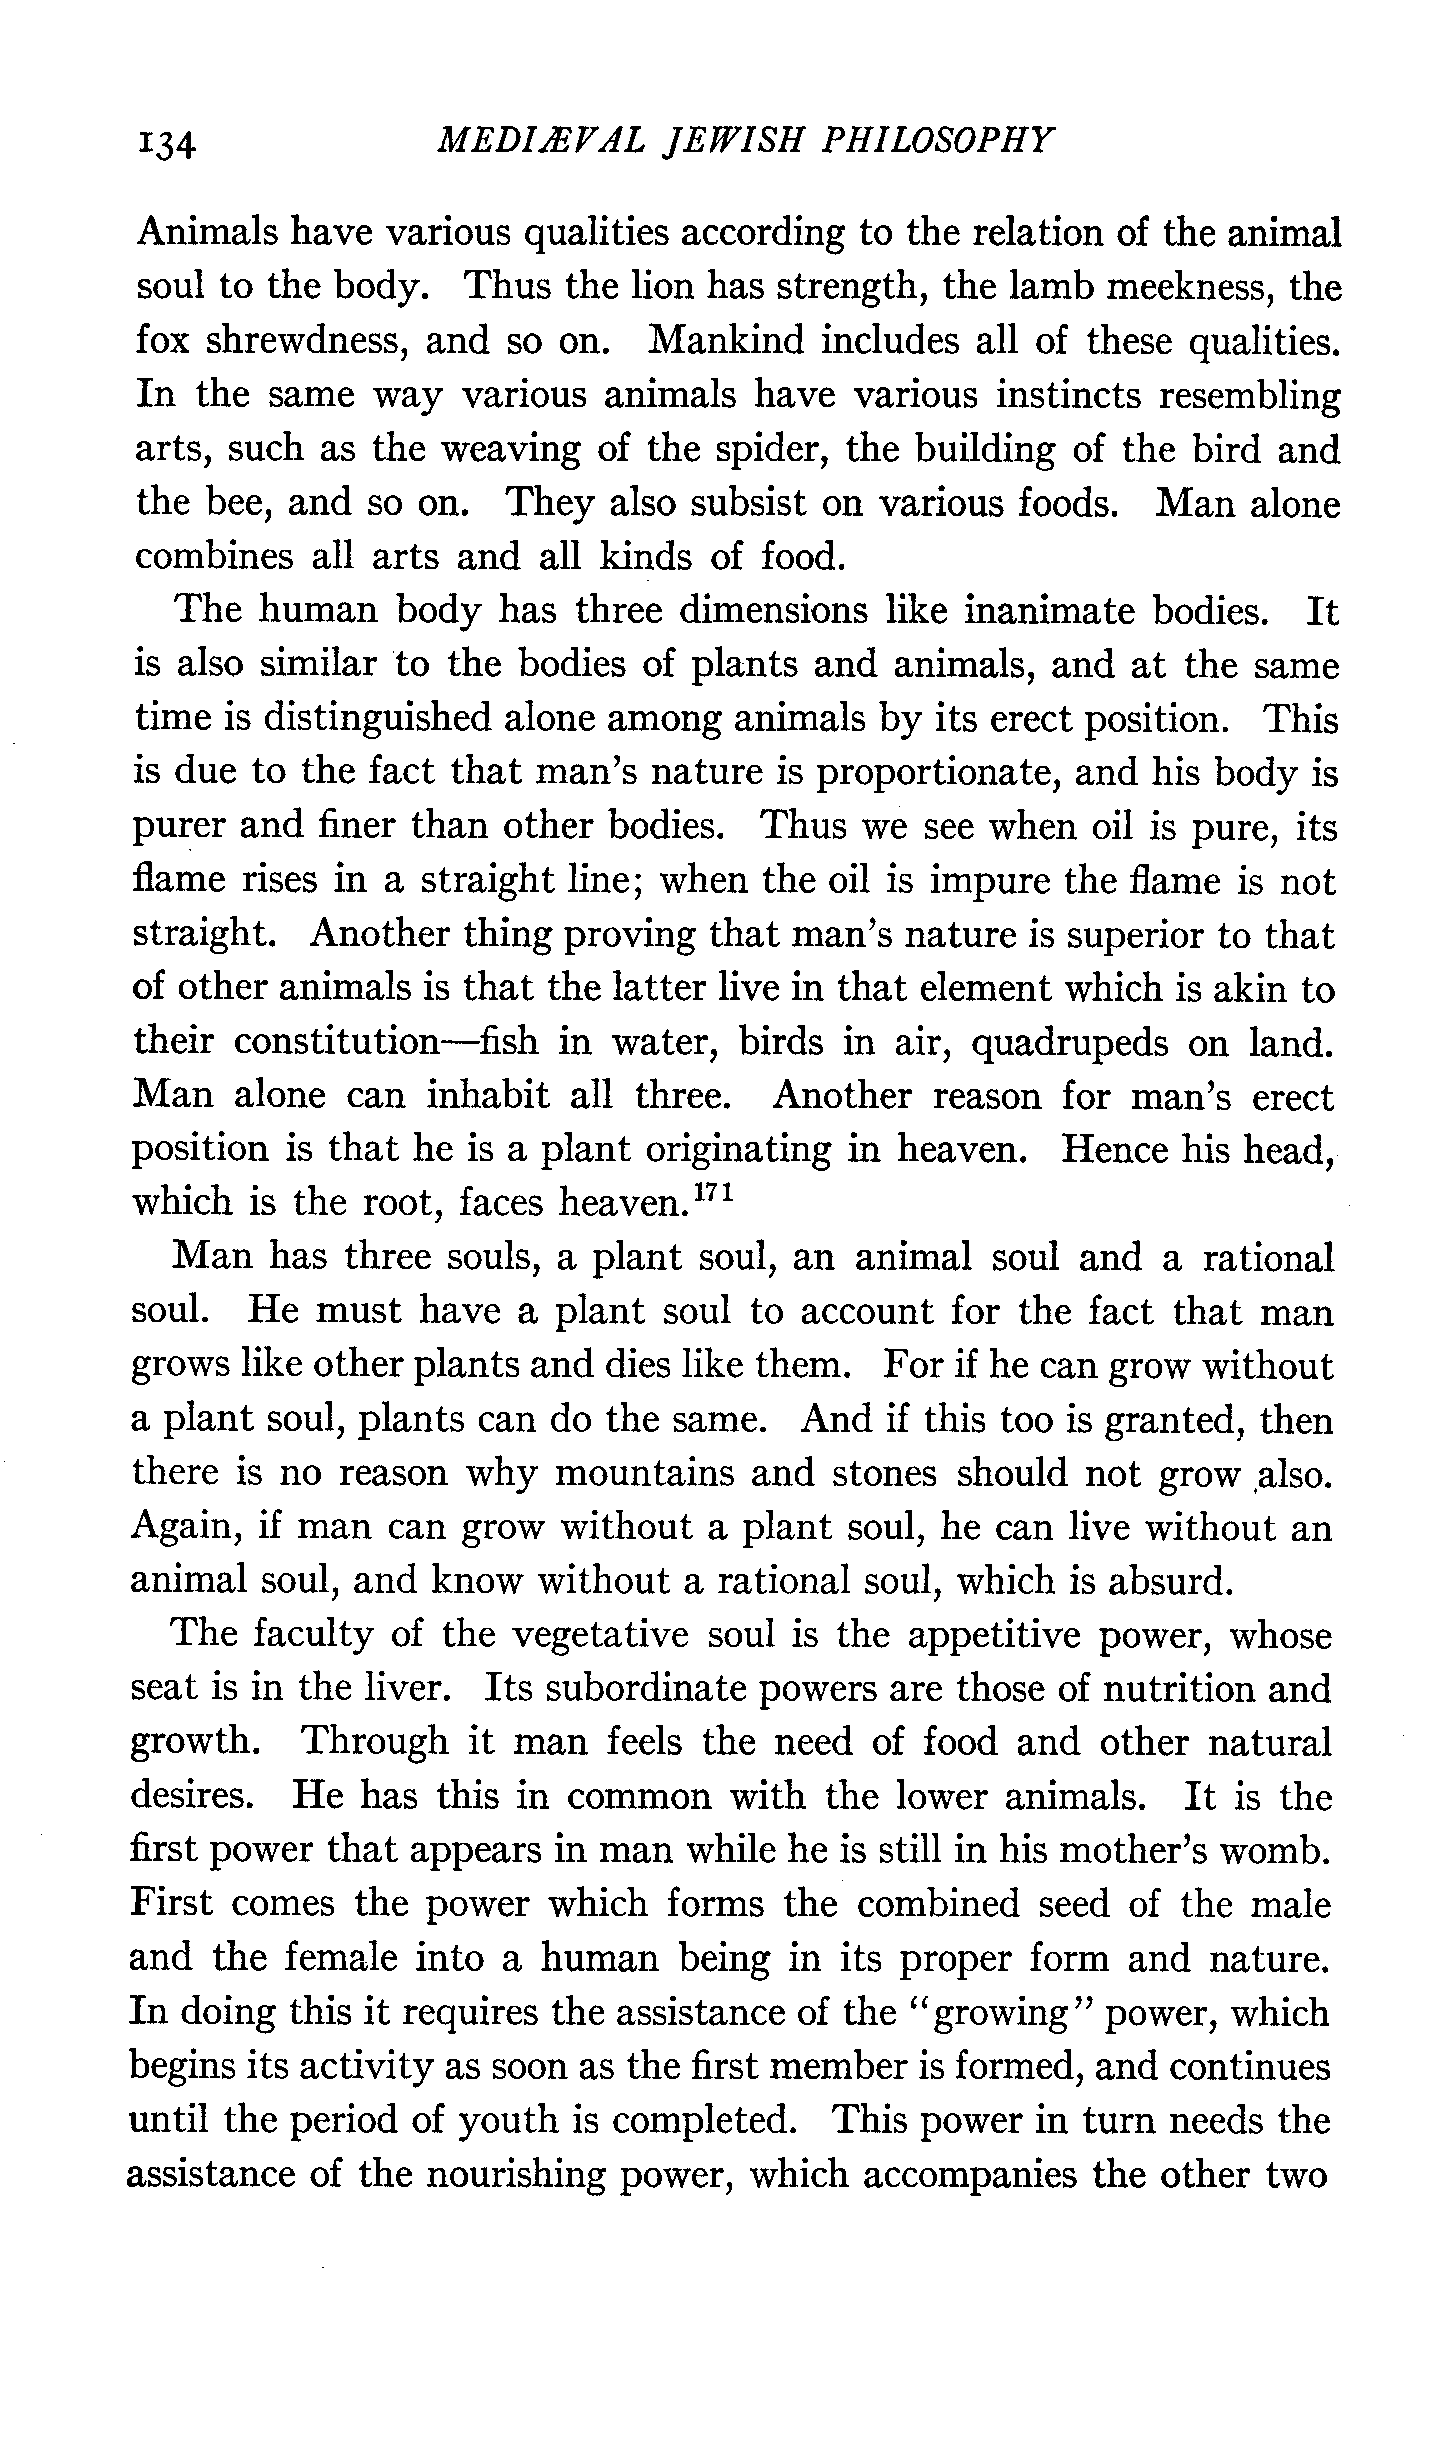 134 MEDIÆVAL JEWISH PHILOSOPHY
Animals have various qualities according to the relation of the animal
soul to the body. Thus the lion has strength, the lamb meekness, the
fox shrewdness, and so on. Mankind includes all of these qualities.
In the same way various animals have various instincts resembling
arts, such as the weaving of the spider, the building of the bird and
the bee, and so on. They also subsist on various foods. Man alone
combines all arts and all kinds of food.
The human body has three dimensions like inanimate bodies. It
is also similar to the bodies of plants and animals, and at the same
time is distinguished alone among animals by its erect position. This
is due to the fact that man's nature is proportionate, and his body is
purer and finer than other bodies. Thus we see when oil is pure, its
flame rises in a straight line; when the oil is impure the flame is not
straight. Another thing proving that man's nature is superior to that
of other animals is that the latter live in that element which is akin to
their constitution—fish in water, birds in air, quadrupeds on land.
Man alone can inhabit all three. Another reason for man's erect
position is that he is a plant originating in heaven. Hence his head,
which is the root, faces heaven.171
Man has three souls, a plant soul, an animal soul and a rational
soul. He must have a plant soul to account for the fact that man
grows like other plants and dies like them. For if he can grow without
a plant soul, plants can do the same. And if this too is granted, then
there is no reason why mountains and stones should not grow also.
Again, if man can grow without a plant soul, he can live without an
animal soul, and know without a rational soul, which is absurd.
The faculty of the vegetative soul is the appetitive power, whose
seat is in the liver. Its subordinate powers are those of nutrition and
growth. Through it man feels the need of food and other natural
desires. He has this in common with the lower animals. It is the
first power that appears in man while he is still in his mother's womb.
First comes the power which forms the combined seed of the male
and the female into a human being in its proper form and nature.
In doing this it requires the assistance of the "growing" power, which
begins its activity as soon as the first member is formed, and continues
until the period of youth is completed. This power in turn needs the
assistance of the nourishing power, which accompanies the other two